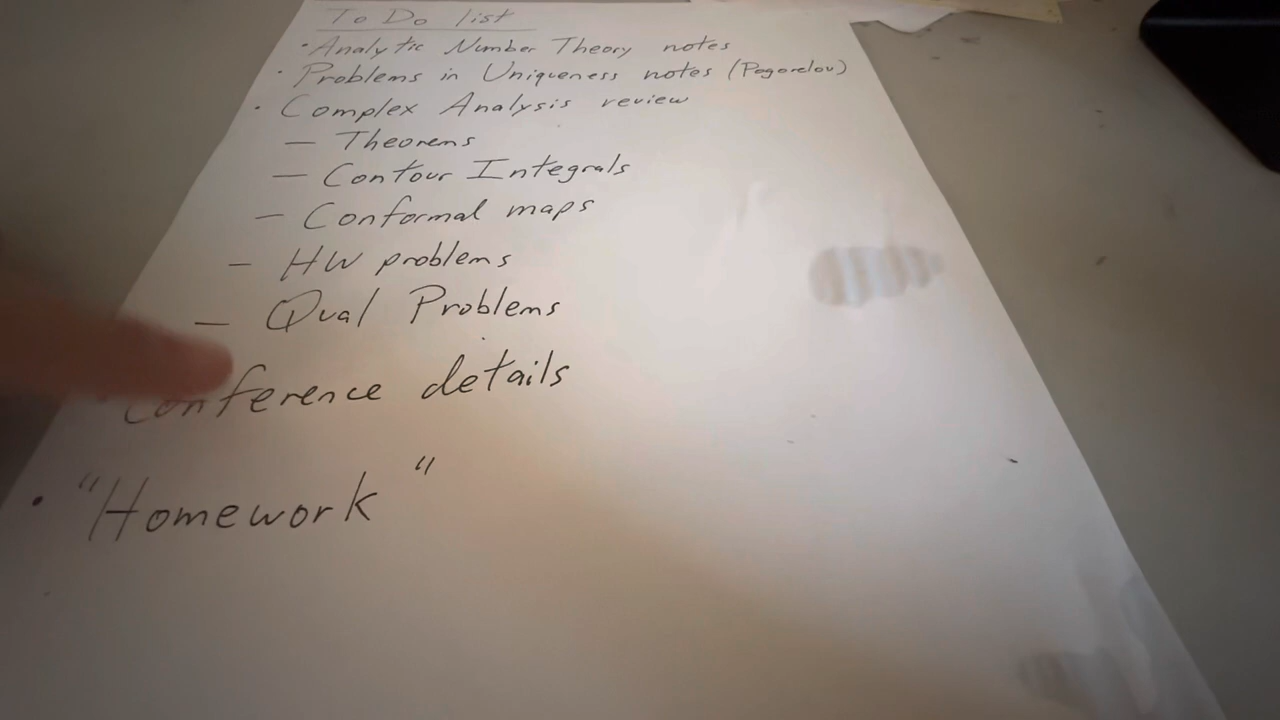 To Do list
· Analytic Number Theory notes
· Problems in Uniqueness notes (Pogorelov)
· Complex Analysis review
— Theorems
— Contour Integrals
— Conformal maps
— HW problems
— Qual Problems
Conference details
· "Homework"